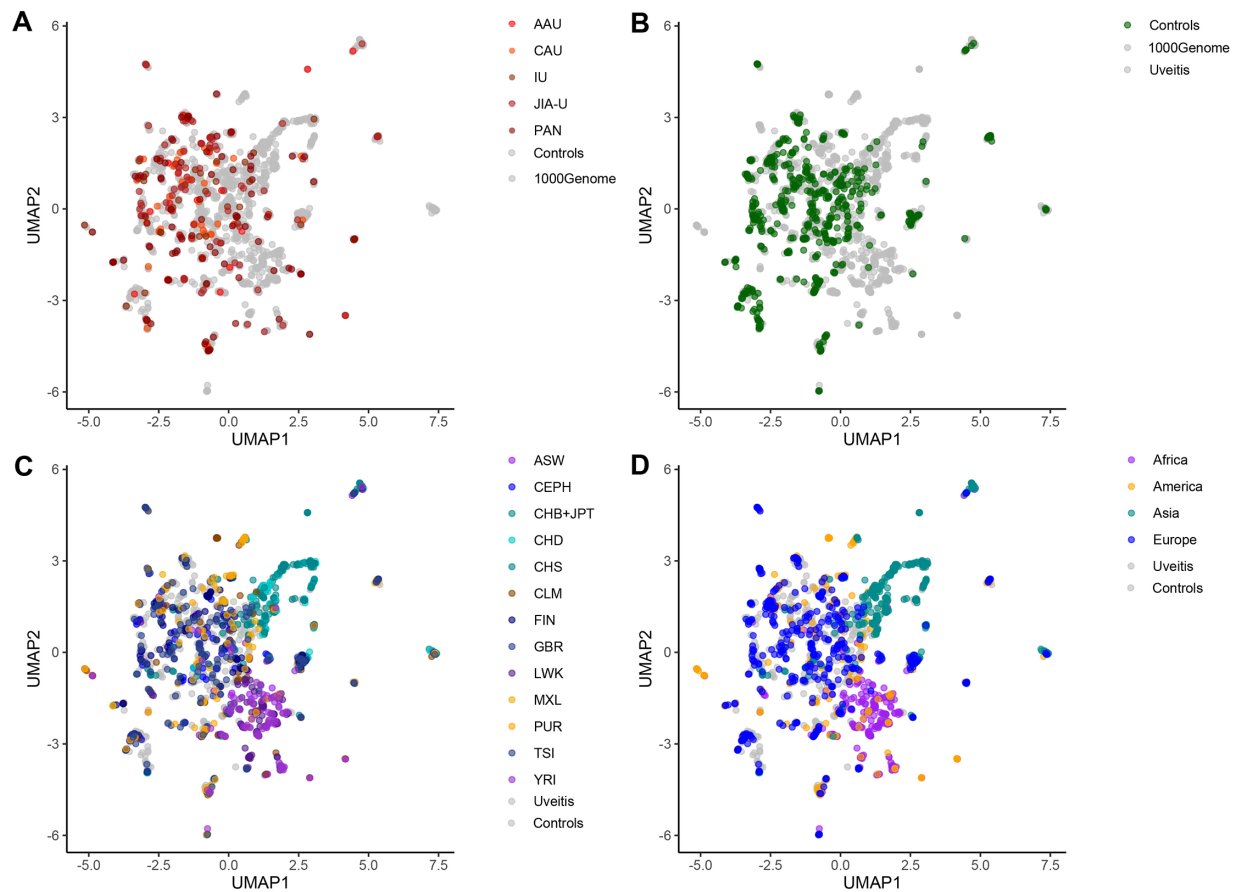 A
6
3
0
-3
-6
UMAP2
-5.0 -2.5 0.0 2.5 5.0 7.5
UMAP1
AAU
CAU
IU
JIA-U
PAN
Controls
1000Genome
B
6
3
0
-3
-6
UMAP2
-5.0 -2.5 0.0 2.5 5.0 7.5
UMAP1
Controls
1000Genome
Uveitis
C
6
3
0
-3
-6
UMAP2
-5.0 -2.5 0.0 2.5 5.0 7.5
UMAP1
ASW
CEPH
CHB+JPT
CHD
CHS
CLM
FIN
GBR
LWK
MXL
PUR
TSI
YRI
Uveitis
Controls
D
6
3
0
-3
-6
UMAP2
-5.0 -2.5 0.0 2.5 5.0 7.5
UMAP1
Africa
America
Asia
Europe
Uveitis
Controls